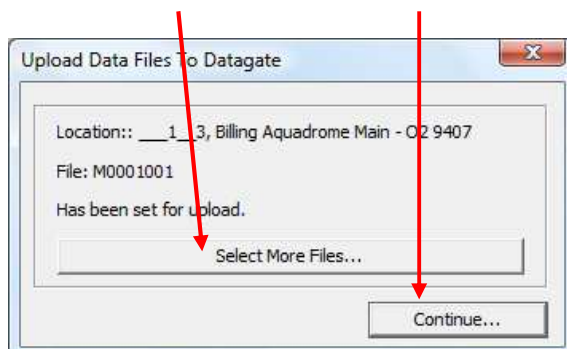 Upload Data Files To Datagate
Location:: ___1__3, Billing Aquadrome Main - O2 9407
File: M0001001
Has been set for upload.
Select More Files...
Continue...